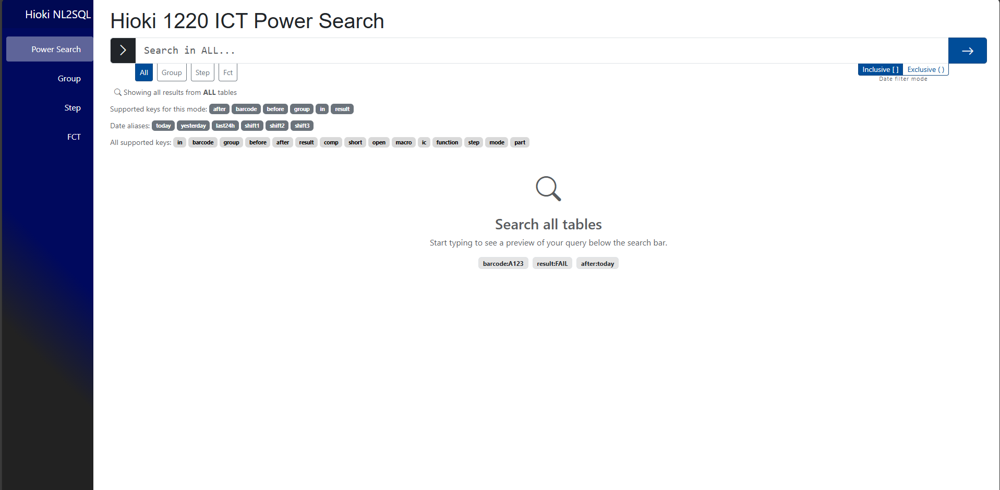 Hioki NL2SQL
Power Search
Group
Step
FCT
Hioki 1220 ICT Power Search
Search in ALL...
All Group Step Fct
Inclusive [ ] Exclusive ( )
Date filter mode
Showing all results from ALL tables
Supported keys for this mode: after barcode before group in result
Date aliases: today yesterday last24h shift1 shift2 shift3
All supported keys: in barcode group before after result comp short open macro ic function step mode part
Search all tables
Start typing to see a preview of your query below the search bar.
barcode:A123 result:FAIL after:today